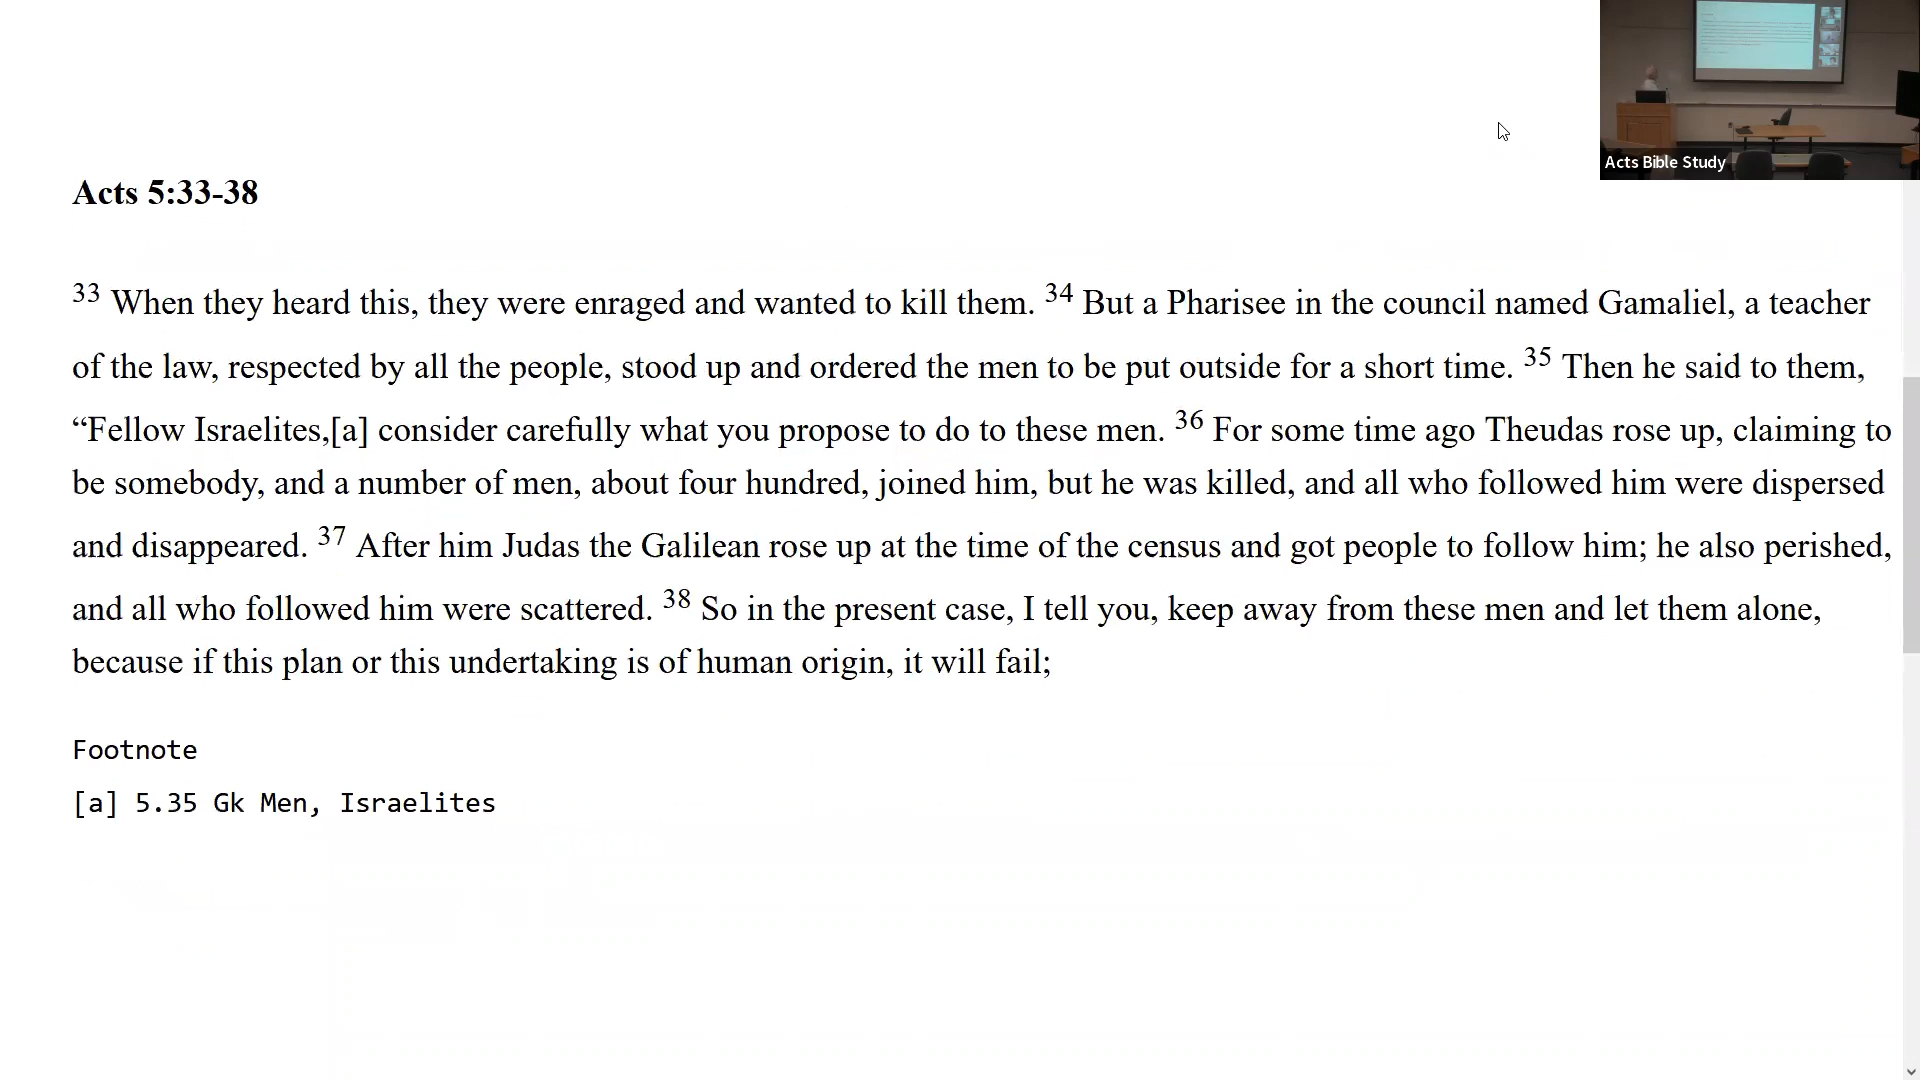 Acts Bible Study
Acts 5:33-38
33 When they heard this, they were enraged and wanted to kill them. 34 But a Pharisee in the council named Gamaliel, a teacher
of the law, respected by all the people, stood up and ordered the men to be put outside for a short time. 35 Then he said to them,
“Fellow Israelites,[a] consider carefully what you propose to do to these men. 36 For some time ago Theudas rose up, claiming to
be somebody, and a number of men, about four hundred, joined him, but he was killed, and all who followed him were dispersed
and disappeared. 37 After him Judas the Galilean rose up at the time of the census and got people to follow him; he also perished,
and all who followed him were scattered. 38 So in the present case, I tell you, keep away from these men and let them alone,
because if this plan or this undertaking is of human origin, it will fail;
Footnote
[a] 5.35 Gk Men, Israelites